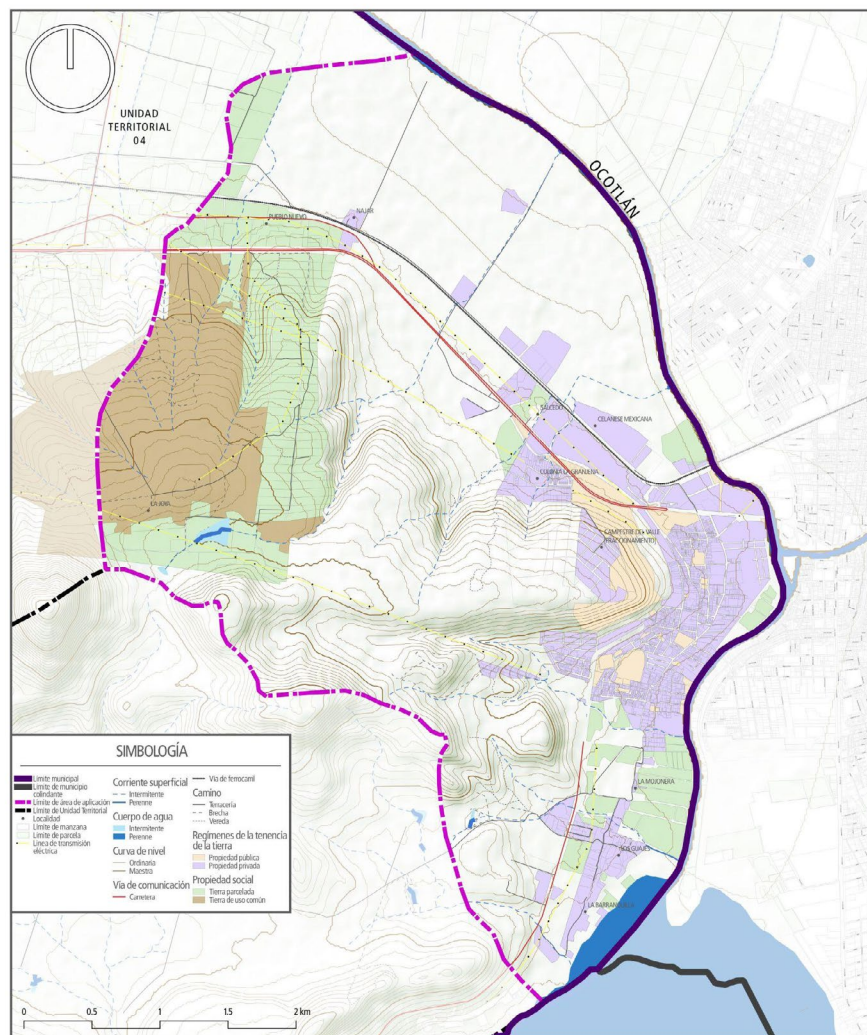 UNIDAD
TERRITORIAL
04
OCOTLÁN
PUEBLO NUEVO
NAJAR
SALCEDO
CELANESE MEXICANA
COLONIA LA GRANJENA
CAMPESTRE DEL VALLE
(FRACCIONAMIENTO)
LA JOYA
LA MOJONERA
LOS GUAJES
SIMBOLOGÍA
Límite municipal
Límite de municipio
colindante
Límite de área de aplicación
Límite de Unidad Territorial
Localidad
Límite de manzana
Límite de parcela
Línea de transmisión
eléctrica
Corriente superficial
Intermitente
Perenne
Cuerpo de agua
Intermitente
Perenne
Curva de nivel
Ordinaria
Maestra
Vía de comunicación
Carretera
Vía de ferrocarril
Camino
Terracería
Brecha
Vereda
Regímenes de la tenencia
de la tierra
Propiedad pública
Propiedad privada
Propiedad social
Tierra parcelada
Tierra de uso común
0 0.5 1 1.5 2 km